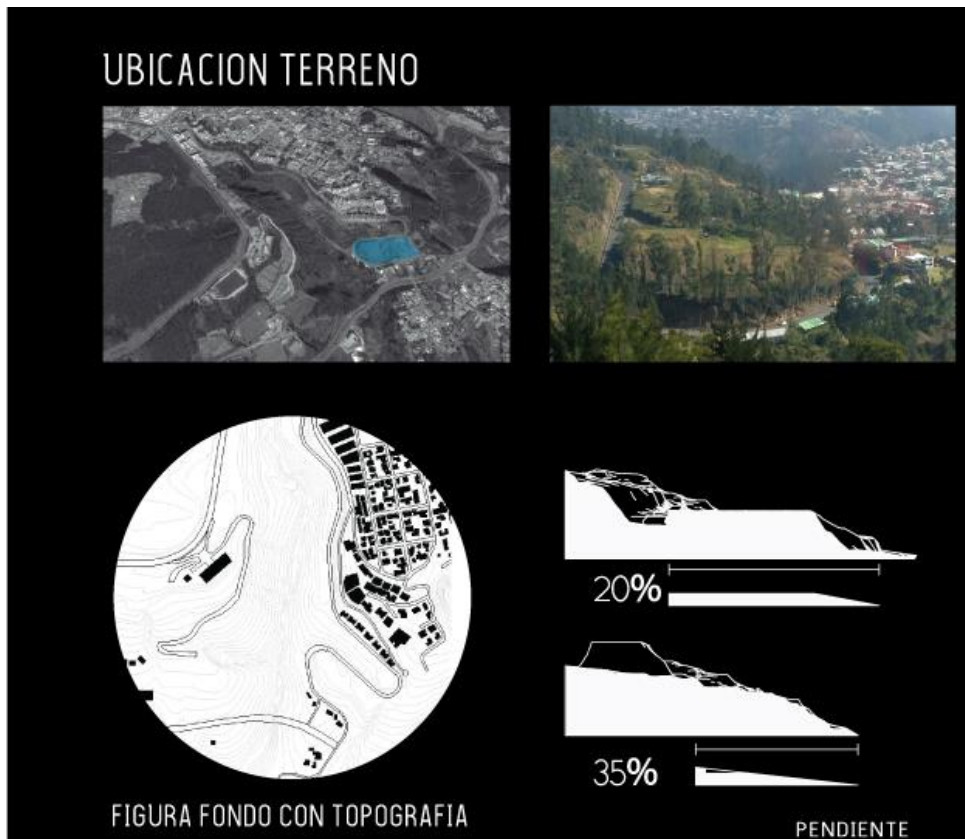 UBICACION TERRENO
20%
35%
FIGURA FONDO CON TOPOGRAFIA
PENDIENTE